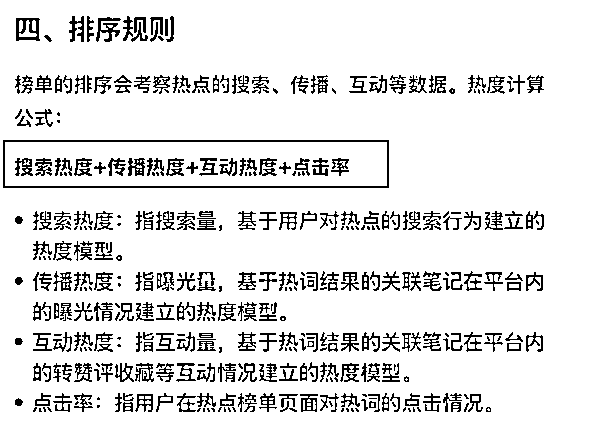 四、排序规则
榜单的排序会考察热点的搜索、传播、互动等数据。热度计算
公式：
搜索热度+传播热度+互动热度+点击率
• 搜索热度：指搜索量，基于用户对热点的搜索行为建立的
热度模型。
• 传播热度：指曝光量，基于热词结果的关联笔记在平台内
的曝光情况建立的热度模型。
• 互动热度：指互动量，基于热词结果的关联笔记在平台内
的转赞评收藏等互动情况建立的热度模型。
• 点击率：指用户在热点榜单页面对热词的点击情况。